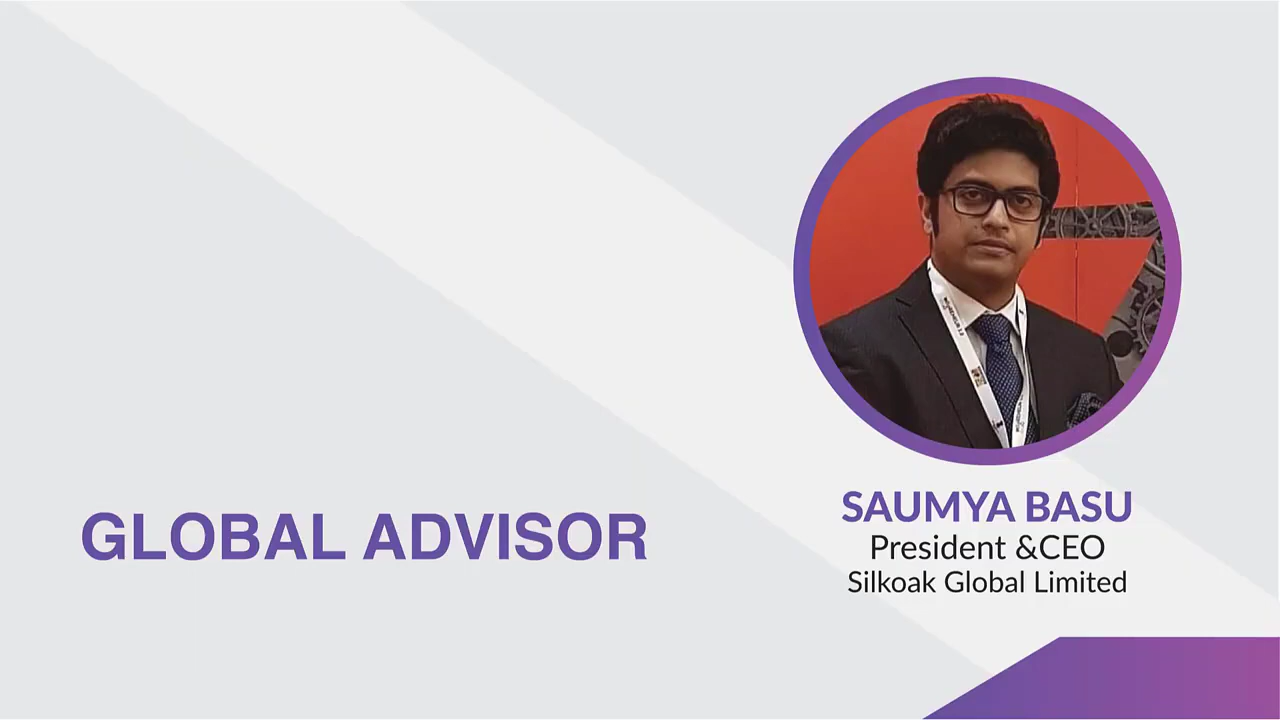 GLOBAL ADVISOR
SAUMYA BASU
President &CEO
Silkoak Global Limited